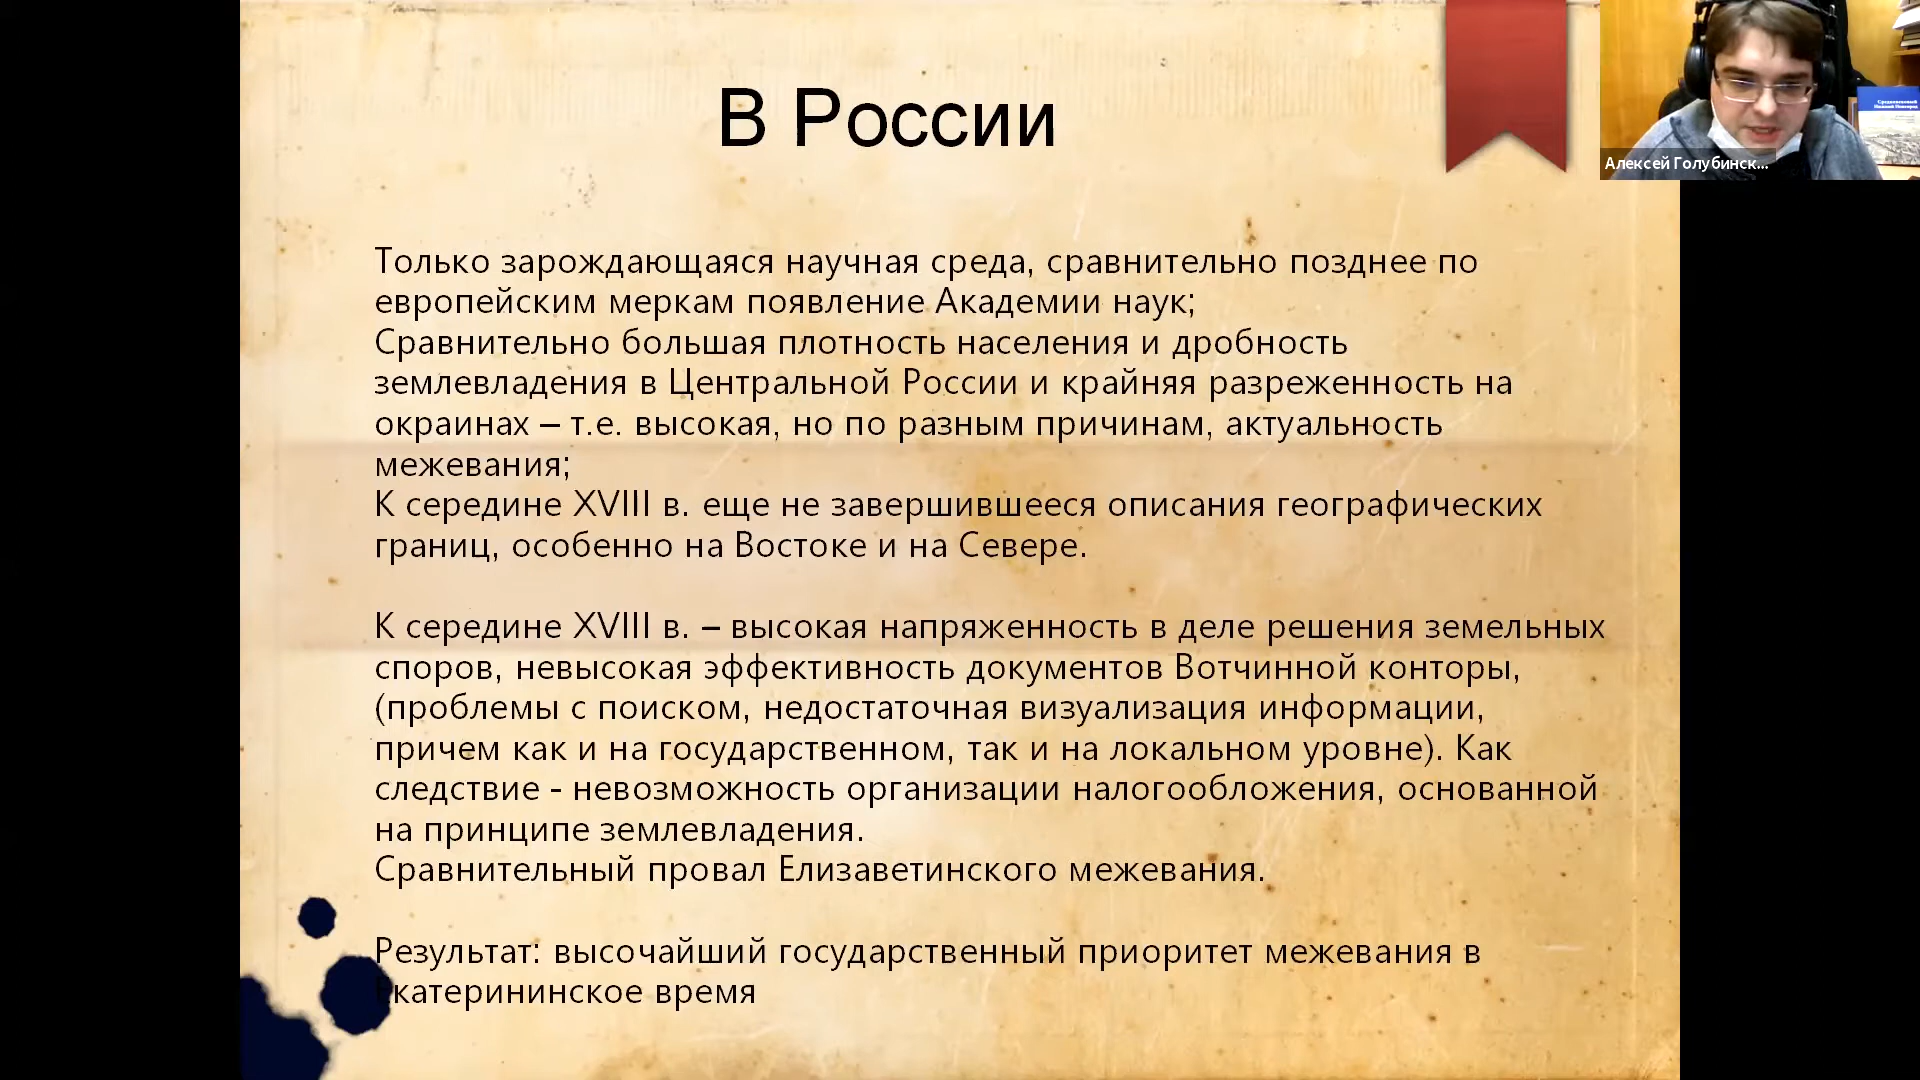 В России
Алексей Голубинск...
Только зарождающаяся научная среда, сравнительно позднее по
европейским меркам появление Академии наук;
Сравнительно большая плотность населения и дробность
землевладения в Центральной России и крайняя разреженность на
окраинах – т.е. высокая, но по разным причинам, актуальность
межевания;
К середине XVIII в. еще не завершившееся описания географических
границ, особенно на Востоке и на Севере.
К середине XVIII в. – высокая напряженность в деле решения земельных
споров, невысокая эффективность документов Вотчинной конторы,
(проблемы с поиском, недостаточная визуализация информации,
причем как и на государственном, так и на локальном уровне). Как
следствие - невозможность организации налогообложения, основанной
на принципе землевладения.
Сравнительный провал Елизаветинского межевания.
Результат: высочайший государственный приоритет межевания в
Екатерининское время